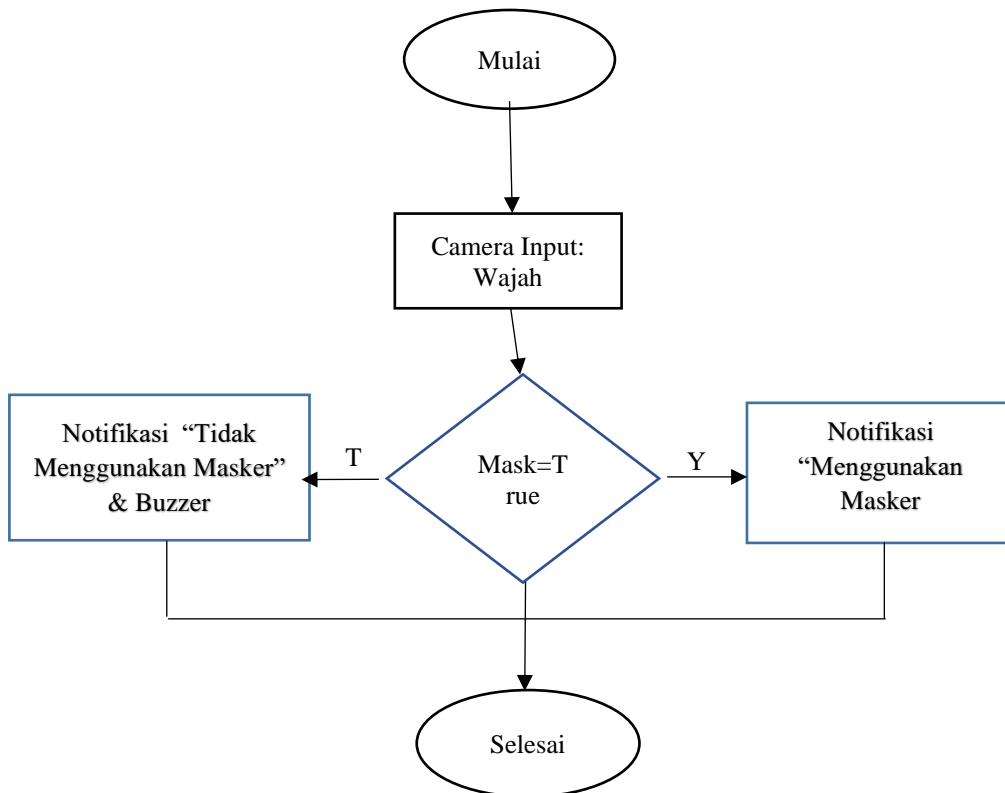 Mulai
Camera Input:
Wajah
Notifikasi “Tidak
Menggunakan Masker”
& Buzzer
T
Mask=T
rue
Y
Notifikasi
“Menggunakan
Masker
Selesai